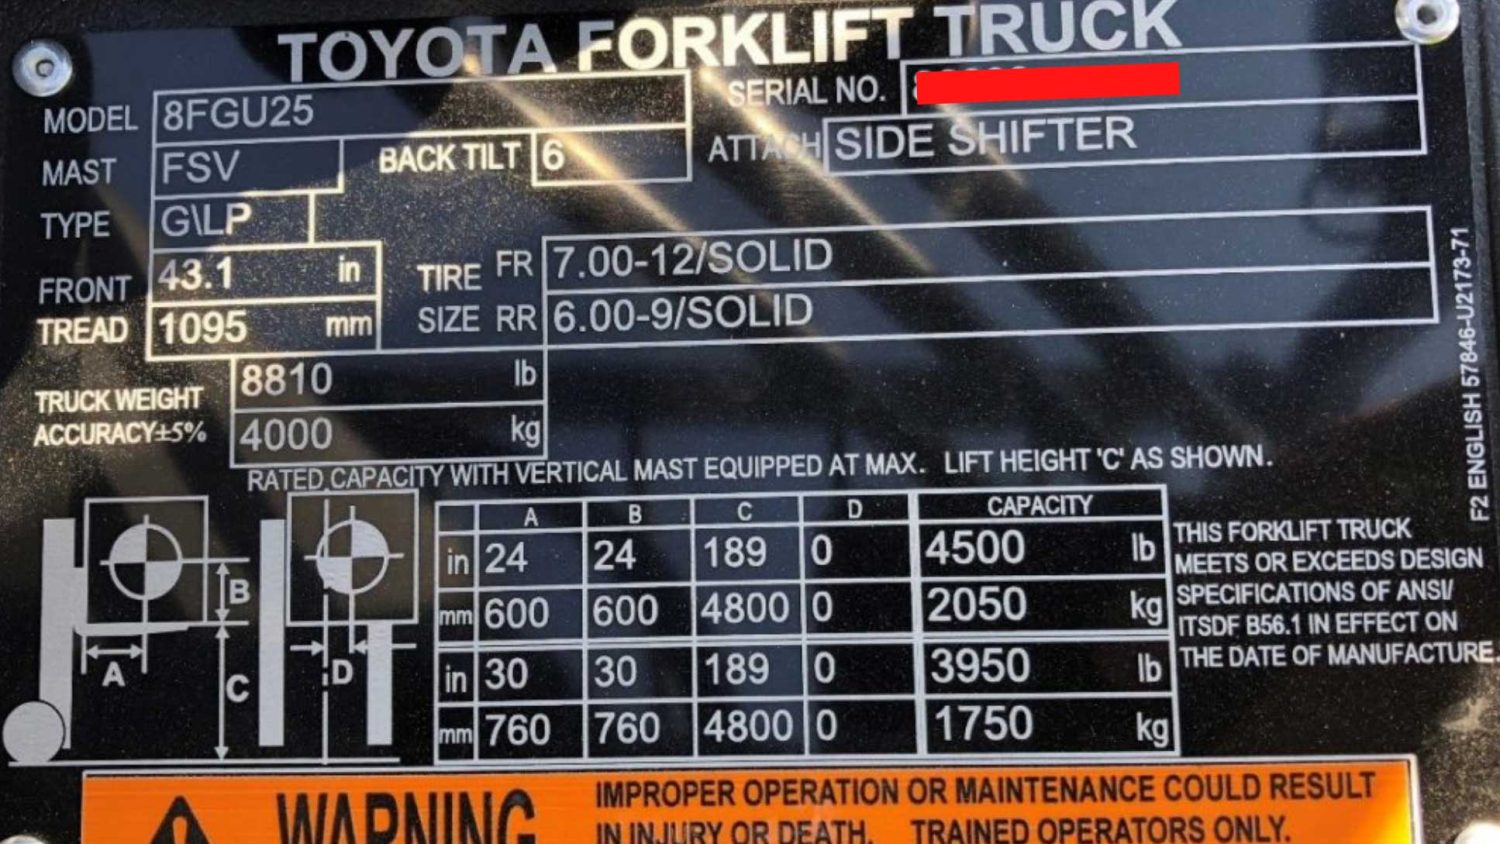 TOYOTA FORKLIFT TRUCK
MODEL 8FGU25 SERIAL NO.
MAST FSV BACK TILT 6 ATTACH SIDE SHIFTER
TYPE G\LP
FRONT TREAD 43.1 in TIRE SIZE FR 7.00-12/SOLID
1095 mm RR 6.00-9/SOLID
TRUCK WEIGHT 8810 lb
ACCURACY±5% 4000 kg
RATED CAPACITY WITH VERTICAL MAST EQUIPPED AT MAX. LIFT HEIGHT 'C' AS SHOWN.
A B C D CAPACITY
in 24 24 189 0 4500 lb
mm 600 600 4800 0 2050 kg
in 30 30 189 0 3950 lb
mm 760 760 4800 0 1750 kg
B
A
C
D
THIS FORKLIFT TRUCK
MEETS OR EXCEEDS DESIGN
SPECIFICATIONS OF ANSI/
ITSDF B56.1 IN EFFECT ON
THE DATE OF MANUFACTURE.
F2 ENGLISH 57846-U2173-71
WARNING
IMPROPER OPERATION OR MAINTENANCE COULD RESULT
IN INJURY OR DEATH. TRAINED OPERATORS ONLY.